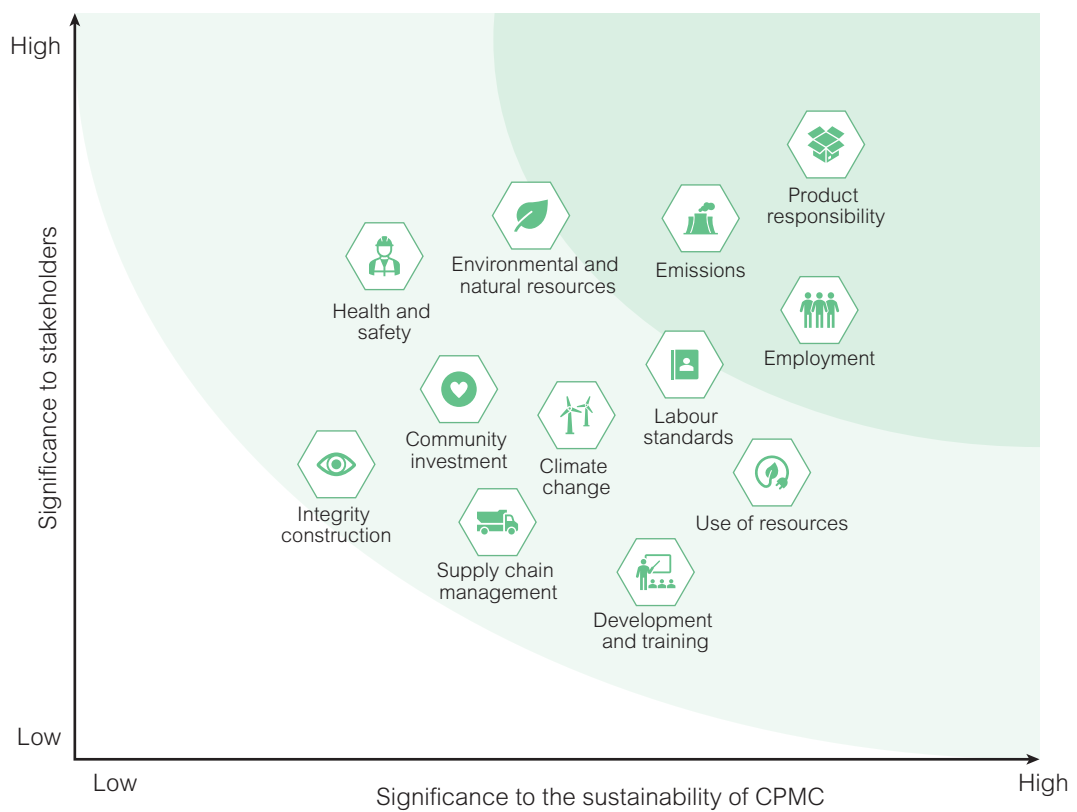 High
Product
responsibility
Environmental and
natural resources
Emissions
Health and
safety
Employment
Significance to stakeholders
Labour
standards
Community
investment
Climate
change
Integrity
construction
Use of resources
Supply chain
management
Development
and training
Low
Low
High
Significance to the sustainability of CPMC